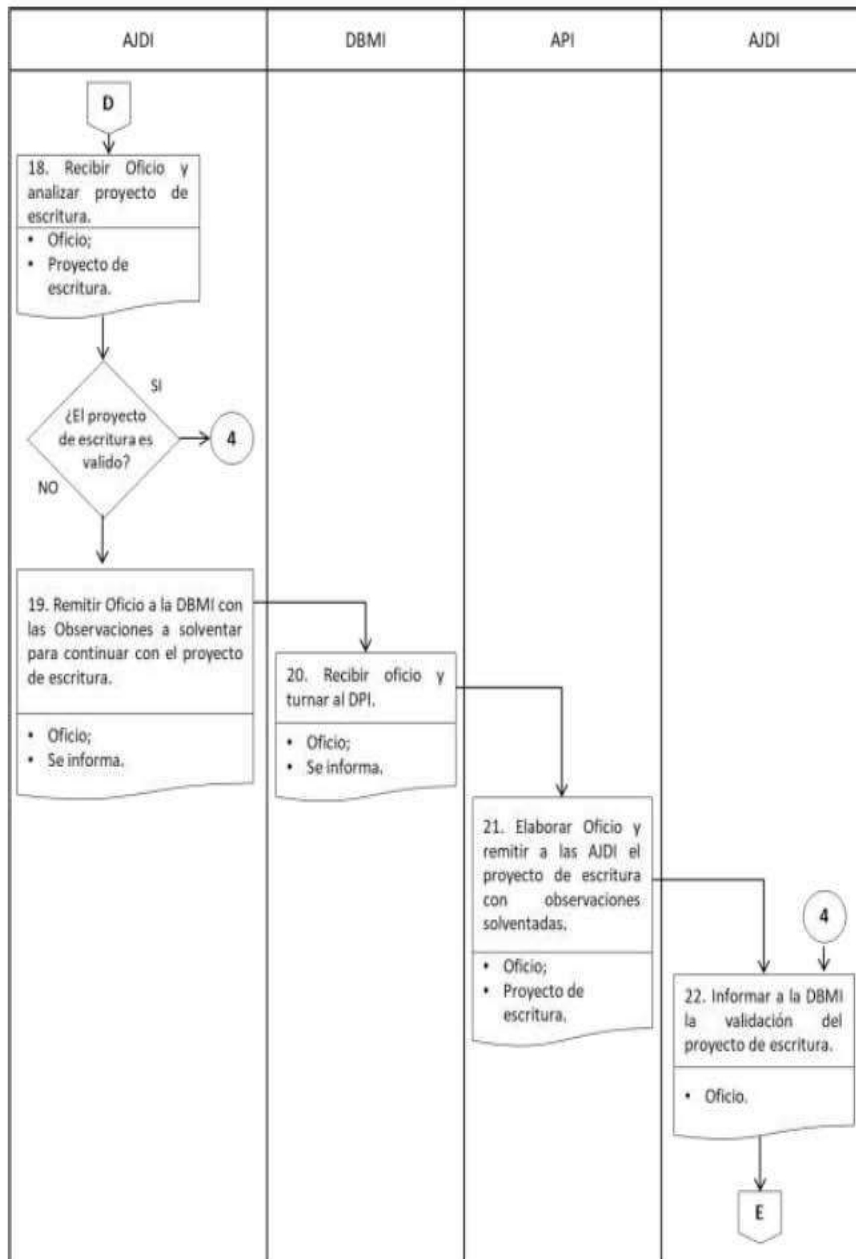 AJDI
DBMI
API
AJDI
D
18. Recibir Oficio y
analizar proyecto de
escritura.
• Oficio;
• Proyecto de
escritura.
SI
¿El proyecto
de escritura es
valido?
4
NO
19. Remitir Oficio a la DBMI con
las Observaciones a solventar
para continuar con el proyecto
de escritura.
• Oficio;
• Se informa.
20. Recibir oficio y
turnar al DPI.
• Oficio;
• Se informa.
21. Elaborar Oficio y
remitir a las AJDI el
proyecto de escritura
con observaciones
solventadas.
• Oficio;
• Proyecto de
escritura.
4
22. Informar a la DBMI
la validación del
proyecto de escritura.
• Oficio.
E